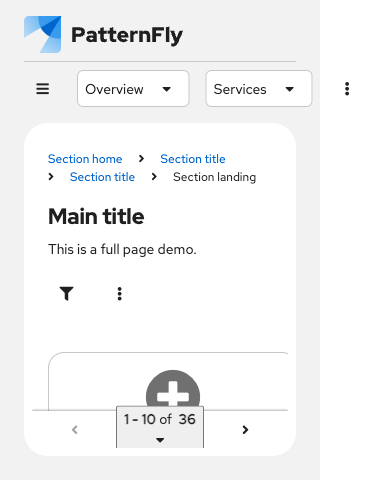 PatternFly
Overview Services
Section home Section title
Section title Section landing
Main title
This is a full page demo.
1 - 10 of 36